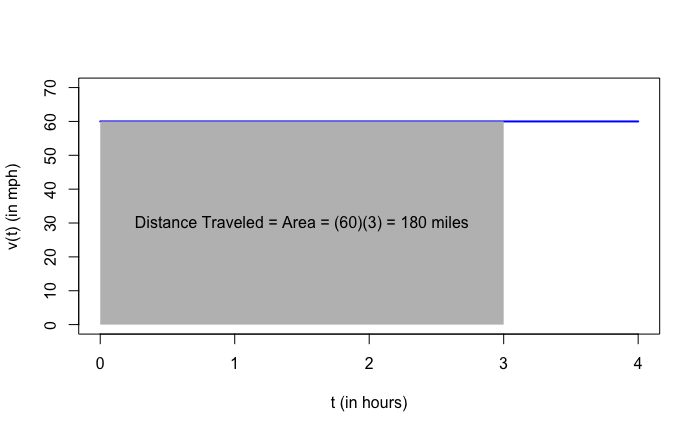 70
60
50
40
30
20
10
0
v(t) (in mph)
Distance Traveled = Area = (60)(3) = 180 miles
0 1 2 3 4
t (in hours)